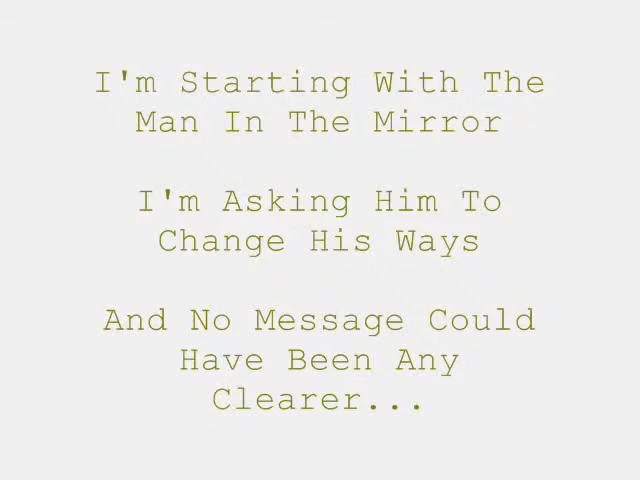 I'm Starting With The
Man In The Mirror
I'm Asking Him To
Change His Ways
And No Message Could
Have Been Any
Clearer...